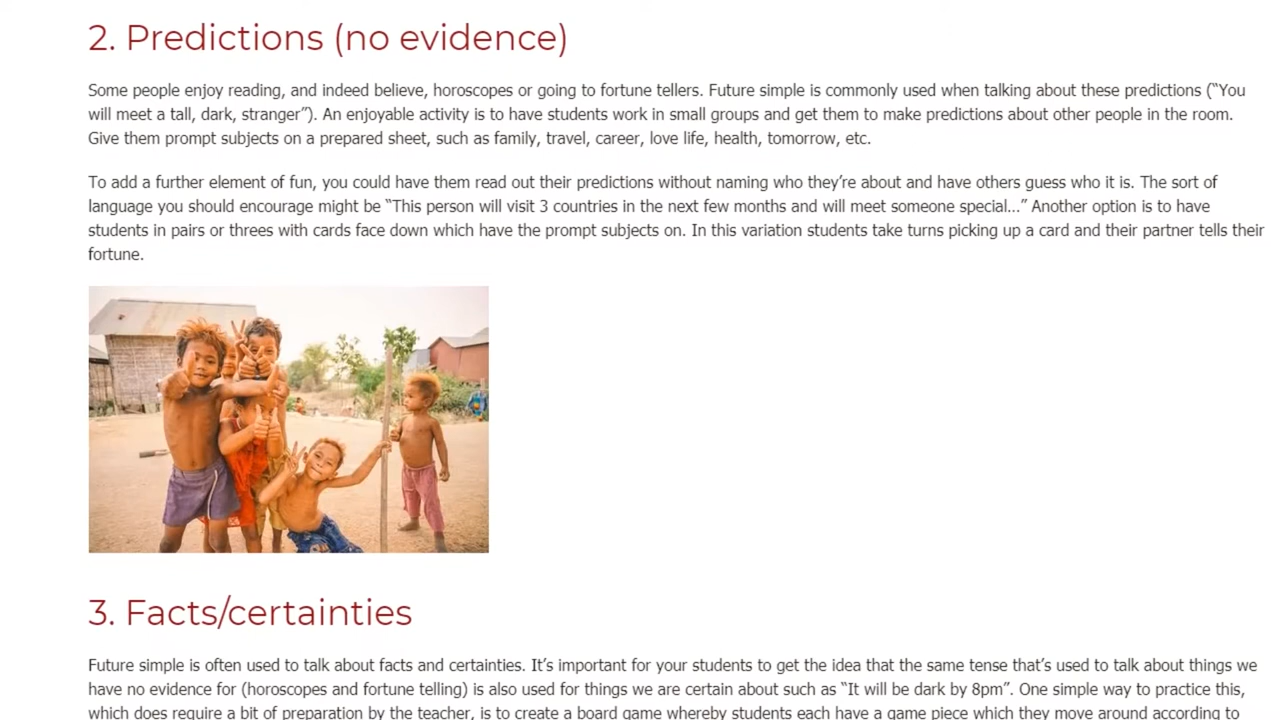 2. Predictions (no evidence)
Some people enjoy reading, and indeed believe, horoscopes or going to fortune tellers. Future simple is commonly used when talking about these predictions (“You
will meet a tall, dark, stranger”). An enjoyable activity is to have students work in small groups and get them to make predictions about other people in the room.
Give them prompt subjects on a prepared sheet, such as family, travel, career, love life, health, tomorrow, etc.
To add a further element of fun, you could have them read out their predictions without naming who they’re about and have others guess who it is. The sort of
language you should encourage might be “This person will visit 3 countries in the next few months and will meet someone special…” Another option is to have
students in pairs or threes with cards face down which have the prompt subjects on. In this variation students take turns picking up a card and their partner tells their
fortune.
3. Facts/certainties
Future simple is often used to talk about facts and certainties. It’s important for your students to get the idea that the same tense that’s used to talk about things we
have no evidence for (horoscopes and fortune telling) is also used for things we are certain about such as “It will be dark by 8pm”. One simple way to practice this,
which does require a bit of preparation by the teacher, is to create a board game whereby students each have a game piece which they move around according to